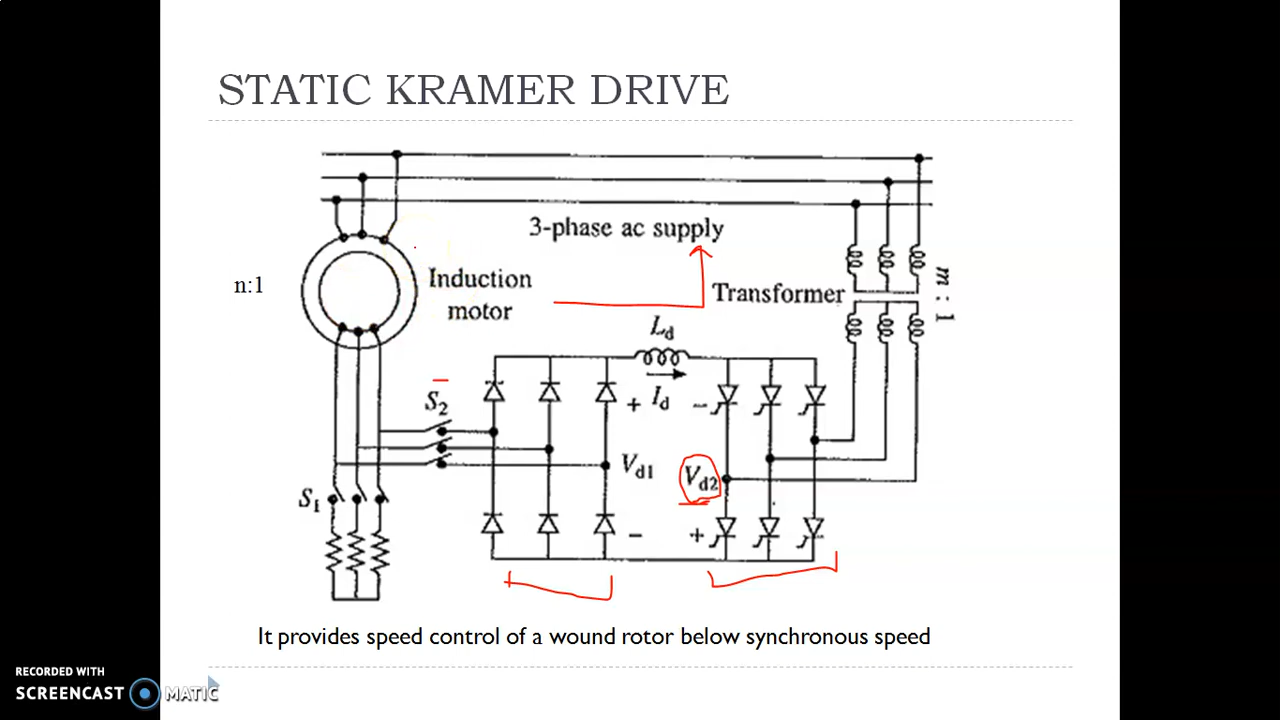 STATIC KRAMER DRIVE
3-phase ac supply
n:1
Induction
motor
Transformer
m : 1
Ld
Id
S2
+
−
Vd1
Vd2
S1
−
+
It provides speed control of a wound rotor below synchronous speed
RECORDED WITH
SCREENCAST MATIC